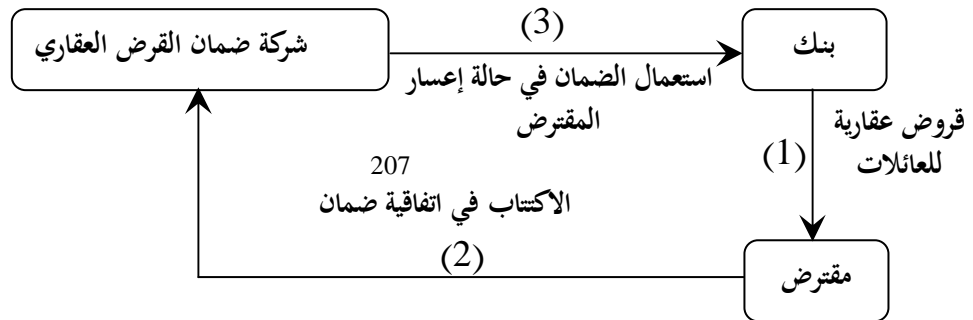 (3)
بنك
شركة ضمان القرض العقاري
استعمال الضمان في حالة إعسار
المقترض
قروض عقارية
للعائلات
(1)
207
الاكتتاب في اتفاقية ضمان
(2)
مقترض